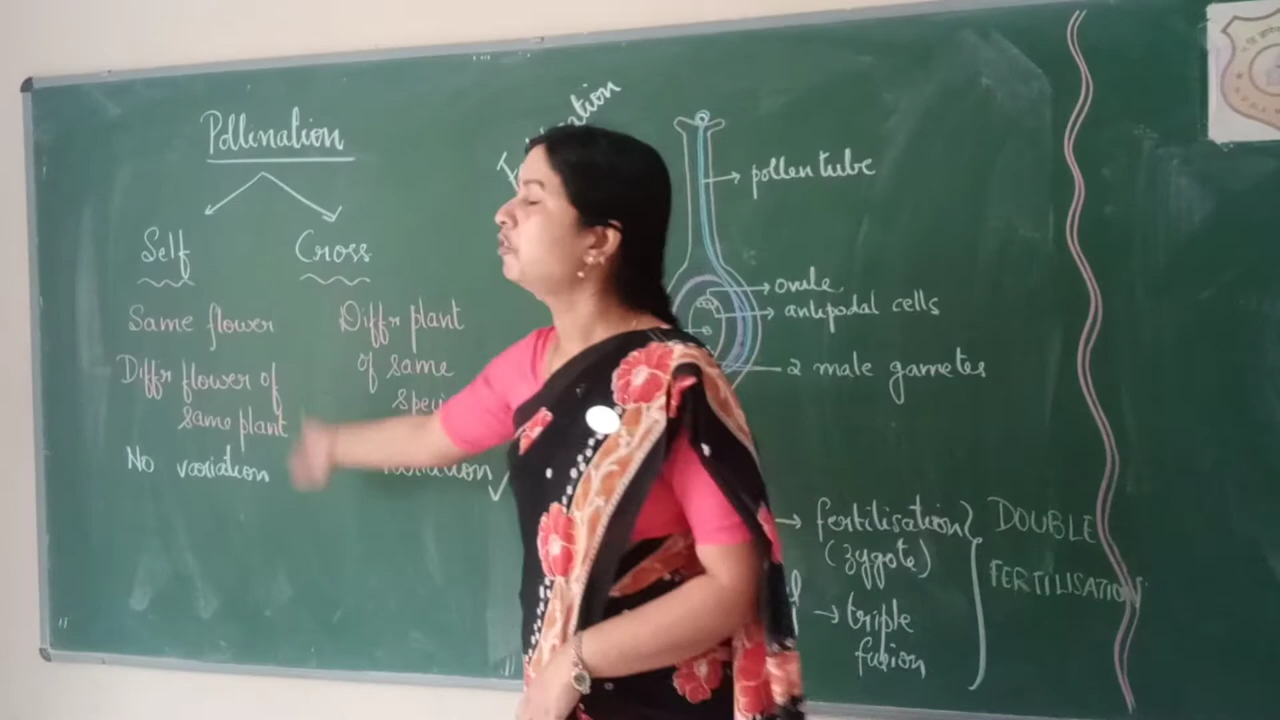 Pollination
Self
Cross
Same flower
Diffr flower of
same plant
No variation
Diffr plant
of same
variation
pollen tube
ovule
antipodal cells
2 male gametes
fertilisation
(zygote)
triple
fusion
DOUBLE
FERTILISATION